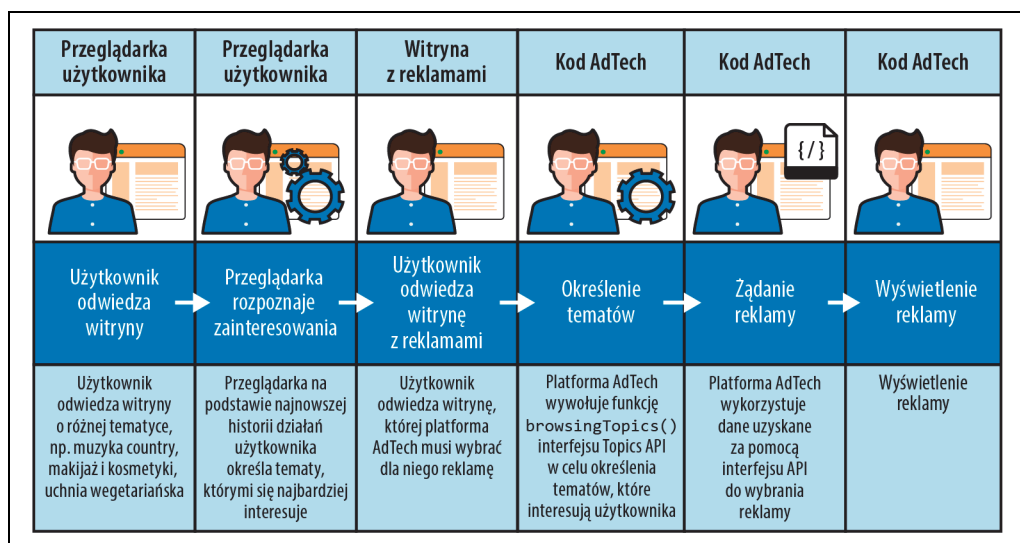 Przeglądarka
użytkownika
Przeglądarka
użytkownika
Witryna
z reklamami
Kod AdTech
Kod AdTech
Kod AdTech
{/}
Użytkownik
odwiedza
witryny
Przeglądarka
rozpoznaje
zainteresowania
Użytkownik
odwiedza
witrynę
z reklamami
Określenie
tematów
Żądanie
reklamy
Wyświetlenie
reklamy
Użytkownik
odwiedza witryny
o różnej tematyce,
np. muzyka country,
makijaż i kosmetyki,
uchnia wegetariańska
Przeglądarka na
podstawie najnowszej
historii działań
użytkownika
określa tematy,
którymi się najbardziej
interesuje
Użytkownik
odwiedza witrynę,
której platforma
AdTech musi wybrać
dla niego reklamę
Platforma AdTech
wywołuje funkcję
browsingTopics()
interfejsu Topics API
w celu określenia
tematów, które
interesują użytkownika
Platforma AdTech
wykorzystuje
dane uzyskane
za pomocą
interfejsu API
do wybrania
reklamy
Wyświetlenie
reklamy